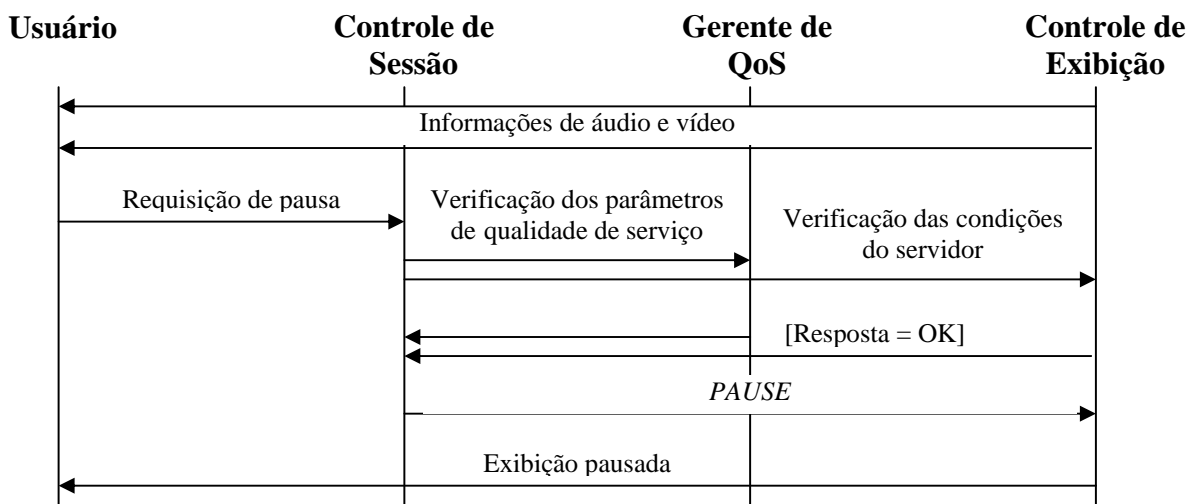 Usuário
Controle de
Sessão
Gerente de
QoS
Controle de
Exibição
Informações de áudio e vídeo
Requisição de pausa
Verificação dos parâmetros
de qualidade de serviço
Verificação das condições
do servidor
[Resposta = OK]
PAUSE
Exibição pausada